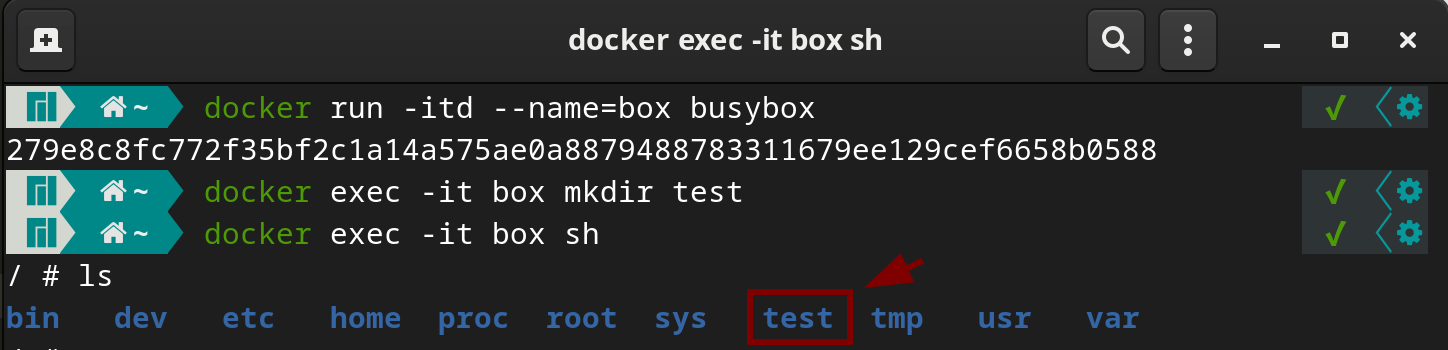 docker exec -it box sh
~ docker run -itd --name=box busybox
279e8c8fc772f35bf2c1a14a575ae0a8879488783311679ee129cef6658b0588
~ docker exec -it box mkdir test
~ docker exec -it box sh
/ # ls
bin dev etc home proc root sys test tmp usr var